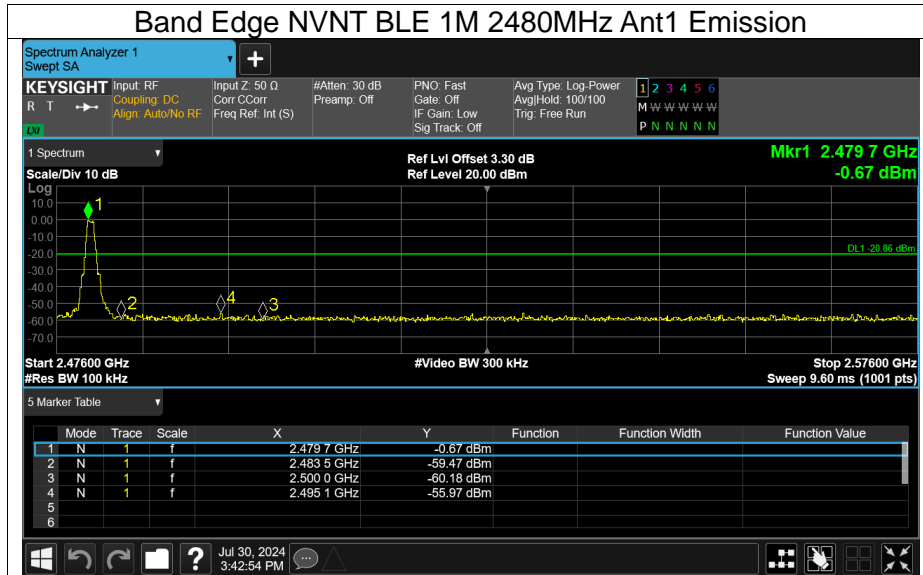 Band Edge NVNT BLE 1M 2480MHz Ant1 Emission
Spectrum Analyzer 1
Swept SA
KEYSIGHT
R T
LXI
Input: RF
Coupling: DC
Align: Auto/No RF
Input Z: 50 Ω
Corr CCorr
Freq Ref: Int (S)
#Atten: 30 dB
Preamp: Off
PNO: Fast
Gate: Off
IF Gain: Low
Sig Track: Off
Avg Type: Log-Power
Avg|Hold: 100/100
Trig: Free Run
1 2 3 4 5 6
M W W W W W
P N N N N N
1 Spectrum
Scale/Div 10 dB
Ref Lvl Offset 3.30 dB
Ref Level 20.00 dBm
Mkr1 2.479 7 GHz
-0.67 dBm
Log
10.0
0.00
-10.0
-20.0
-30.0
-40.0
-50.0
-60.0
-70.0
1
2
4
3
DL1 -20.86 dBm
Start 2.47600 GHz
#Res BW 100 kHz
#Video BW 300 kHz
Stop 2.57600 GHz
Sweep 9.60 ms (1001 pts)
5 Marker Table
Mode Trace Scale X Y Function Function Width Function Value
1 N 1 f 2.479 7 GHz -0.67 dBm
2 N 1 f 2.483 5 GHz -59.47 dBm
3 N 1 f 2.500 0 GHz -60.18 dBm
4 N 1 f 2.495 1 GHz -55.97 dBm
5
6
?
Jul 30, 2024
3:42:54 PM